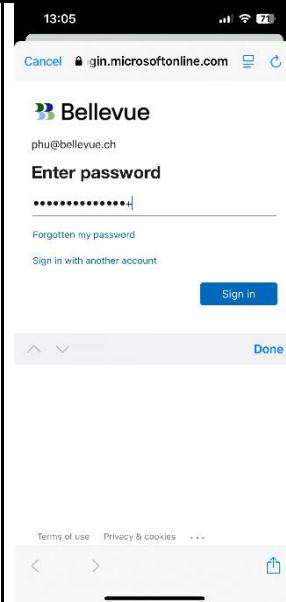 13:05
71
Cancel gin.microsoftonline.com
Bellevue
phu@bellevue.ch
Enter password
••••••••••••••+
Forgotten my password
Sign in with another account
Sign in
Done
Terms of use Privacy & cookies ...